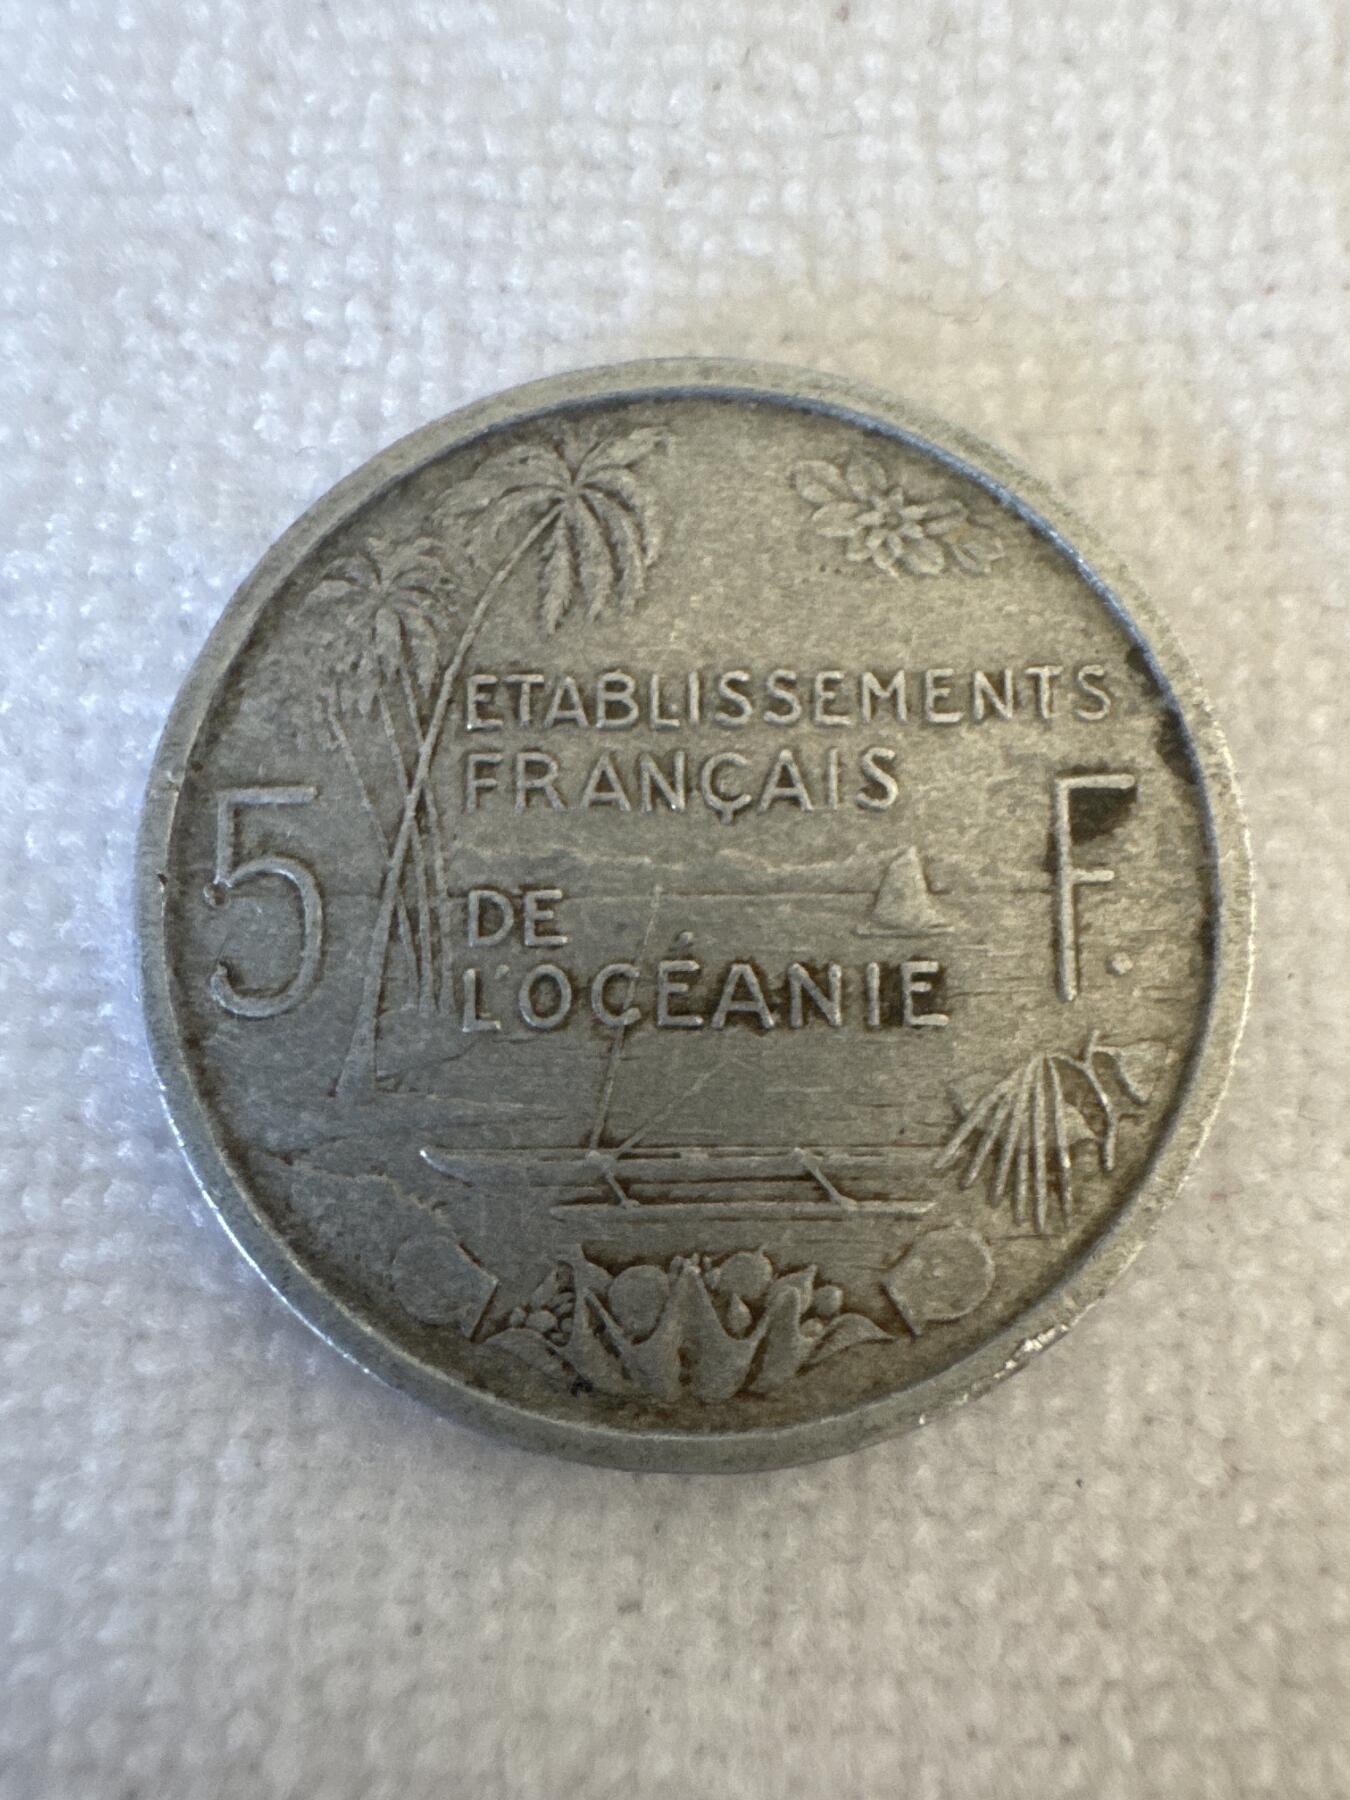 ETABLISSEMENTS
FRANÇAIS
5 F.
DE
L'OCÉANIE